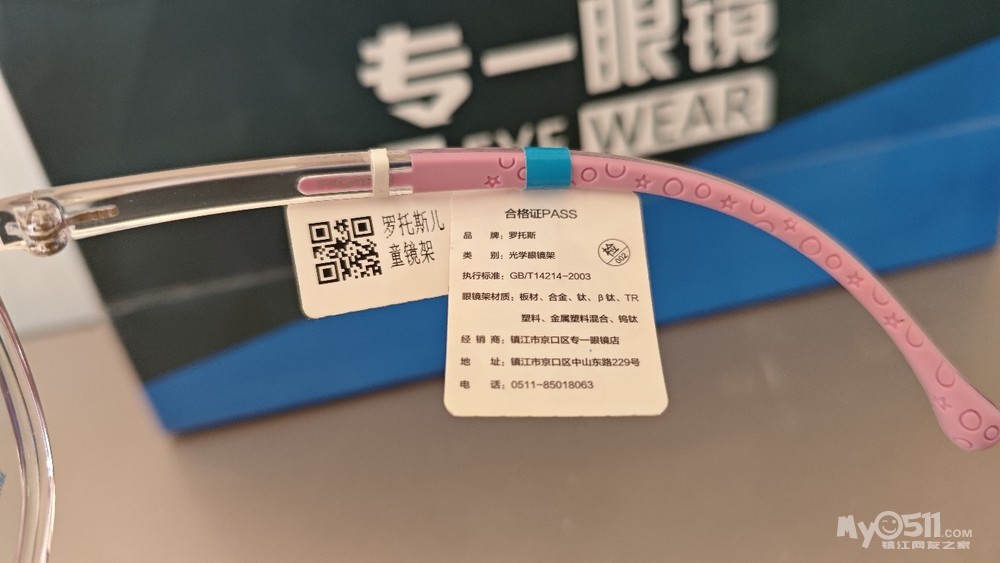 专一眼镜
EYE WEAR
罗托斯儿
童镜架
合格证PASS
品 牌：罗托斯
类 别：光学眼镜架
检
002
执行标准：GB/T14214-2003
眼镜架材质：板材、合金、钛、β钛、TR
塑料、金属塑料混合、钨钛
经 销 商：镇江市京口区专一眼镜店
地 址：镇江市京口区中山东路229号
电 话：0511-85018063
My0511.COM
镇江网友之家